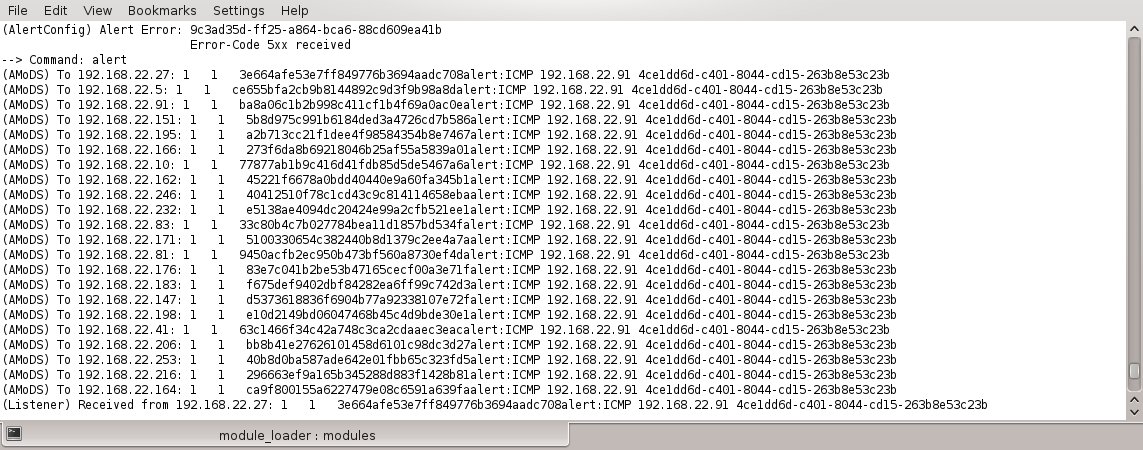 File Edit View Bookmarks Settings Help
(AlertConfig) Alert Error: 9c3ad35d-ff25-a864-bca6-88cd609ea41b
Error-Code 5xx received
--> Command: alert
(AMoDS) To 192.168.22.27: 1 1 3e664afe53e7ff849776b3694aadc708alert:ICMP 192.168.22.91 4ce1dd6d-c401-8044-cd15-263b8e53c23b
(AMoDS) To 192.168.22.5: 1 1 ce655bfa2cb9b8144892c9d3f9b98a8dalert:ICMP 192.168.22.91 4ce1dd6d-c401-8044-cd15-263b8e53c23b
(AMoDS) To 192.168.22.91: 1 1 ba8a06c1b2b998c411cf1b4f69a0ac0ealert:ICMP 192.168.22.91 4ce1dd6d-c401-8044-cd15-263b8e53c23b
(AMoDS) To 192.168.22.151: 1 1 5b8d975c991b6184ded3a4726cd7b586alert:ICMP 192.168.22.91 4ce1dd6d-c401-8044-cd15-263b8e53c23b
(AMoDS) To 192.168.22.195: 1 1 a2b713cc21f1dee4f98584354b8e7467alert:ICMP 192.168.22.91 4ce1dd6d-c401-8044-cd15-263b8e53c23b
(AMoDS) To 192.168.22.166: 1 1 273f6da8b69218046b25af55a5839a01alert:ICMP 192.168.22.91 4ce1dd6d-c401-8044-cd15-263b8e53c23b
(AMoDS) To 192.168.22.10: 1 1 77877ab1b9c416d41fdb85d5de5467a6alert:ICMP 192.168.22.91 4ce1dd6d-c401-8044-cd15-263b8e53c23b
(AMoDS) To 192.168.22.162: 1 1 45221f6678a0bdd40440e9a60fa345b1alert:ICMP 192.168.22.91 4ce1dd6d-c401-8044-cd15-263b8e53c23b
(AMoDS) To 192.168.22.246: 1 1 40412510f78c1cd43c9c814114658ebaalert:ICMP 192.168.22.91 4ce1dd6d-c401-8044-cd15-263b8e53c23b
(AMoDS) To 192.168.22.232: 1 1 e5138ae4094dc20424e99a2cfb521ee1alert:ICMP 192.168.22.91 4ce1dd6d-c401-8044-cd15-263b8e53c23b
(AMoDS) To 192.168.22.83: 1 1 33c80b4c7b027784bea11d1857bd534falert:ICMP 192.168.22.91 4ce1dd6d-c401-8044-cd15-263b8e53c23b
(AMoDS) To 192.168.22.171: 1 1 5100330654c382440b8d1379c2ee4a7aalert:ICMP 192.168.22.91 4ce1dd6d-c401-8044-cd15-263b8e53c23b
(AMoDS) To 192.168.22.81: 1 1 9450acfb2ec950b473bf560a8730ef4dalert:ICMP 192.168.22.91 4ce1dd6d-c401-8044-cd15-263b8e53c23b
(AMoDS) To 192.168.22.176: 1 1 83e7c041b2be53b47165cecf00a3e71falert:ICMP 192.168.22.91 4ce1dd6d-c401-8044-cd15-263b8e53c23b
(AMoDS) To 192.168.22.183: 1 1 f675def9402dbf84282ea6ff99c742d3alert:ICMP 192.168.22.91 4ce1dd6d-c401-8044-cd15-263b8e53c23b
(AMoDS) To 192.168.22.147: 1 1 d5373618836f6904b77a92338107e72falert:ICMP 192.168.22.91 4ce1dd6d-c401-8044-cd15-263b8e53c23b
(AMoDS) To 192.168.22.198: 1 1 e10d2149bd06047468b45c4d9bde30e1alert:ICMP 192.168.22.91 4ce1dd6d-c401-8044-cd15-263b8e53c23b
(AMoDS) To 192.168.22.41: 1 1 63c1466f34c42a748c3ca2cdaaec3eacalert:ICMP 192.168.22.91 4ce1dd6d-c401-8044-cd15-263b8e53c23b
(AMoDS) To 192.168.22.206: 1 1 bb8b41e27626101458d6101c98dc3d27alert:ICMP 192.168.22.91 4ce1dd6d-c401-8044-cd15-263b8e53c23b
(AMoDS) To 192.168.22.253: 1 1 40b8d0ba587ade642e01fbb65c323fd5alert:ICMP 192.168.22.91 4ce1dd6d-c401-8044-cd15-263b8e53c23b
(AMoDS) To 192.168.22.216: 1 1 296663ef9a165b345288d883f1428b81alert:ICMP 192.168.22.91 4ce1dd6d-c401-8044-cd15-263b8e53c23b
(AMoDS) To 192.168.22.164: 1 1 ca9f800155a6227479e08c6591a639faalert:ICMP 192.168.22.91 4ce1dd6d-c401-8044-cd15-263b8e53c23b
(Listener) Received from 192.168.22.27: 1 1 3e664afe53e7ff849776b3694aadc708alert:ICMP 192.168.22.91 4ce1dd6d-c401-8044-cd15-263b8e53c23b
module_loader : modules